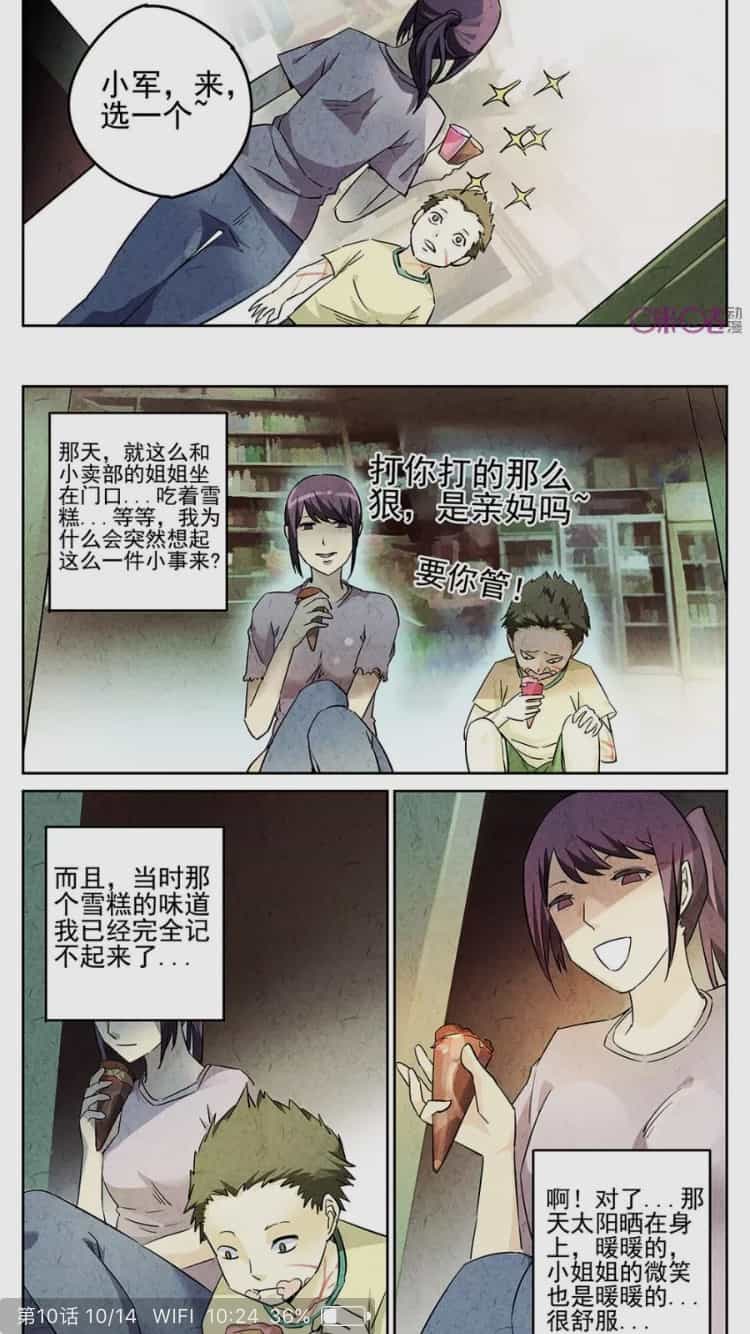 小军，来，
选一个~
咪咕动漫
那天，就这么和
小卖部的姐姐坐
在门口...吃着雪
糕...等等，我为
什么会突然想起
这么一件小事来?
打你打的那么
狠，是亲妈吗~
要你管！
而且，当时那
个雪糕的味道
我已经完全记
不起来了...
啊！对了...那
天太阳晒在身
上，暖暖的，
小姐姐的微笑
也是暖暖的...
很舒服...
第10话 10/14 WIFI 10:24 36%